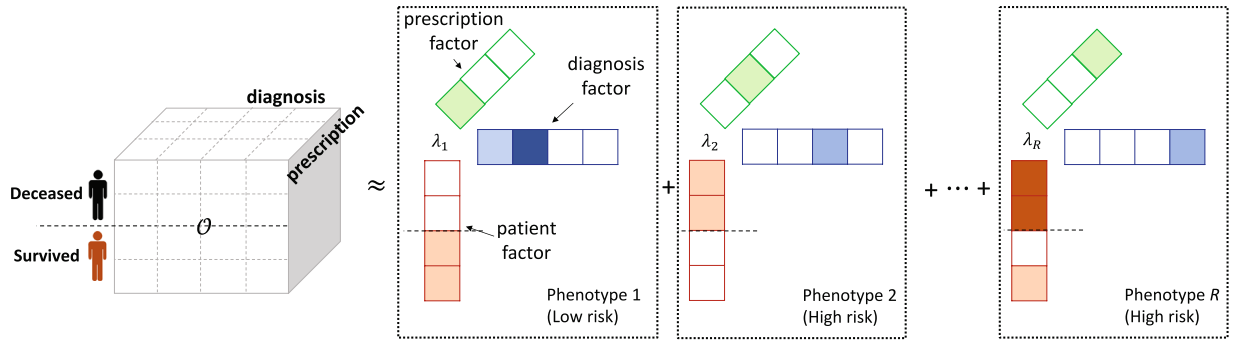 diagnosis
prescription
Deceased
Survived
𝒪
≈
prescription
factor
diagnosis
factor
λ₁
patient
factor
Phenotype 1
(Low risk)
+
λ₂
Phenotype 2
(High risk)
+ ··· +
λ_R
Phenotype R
(High risk)